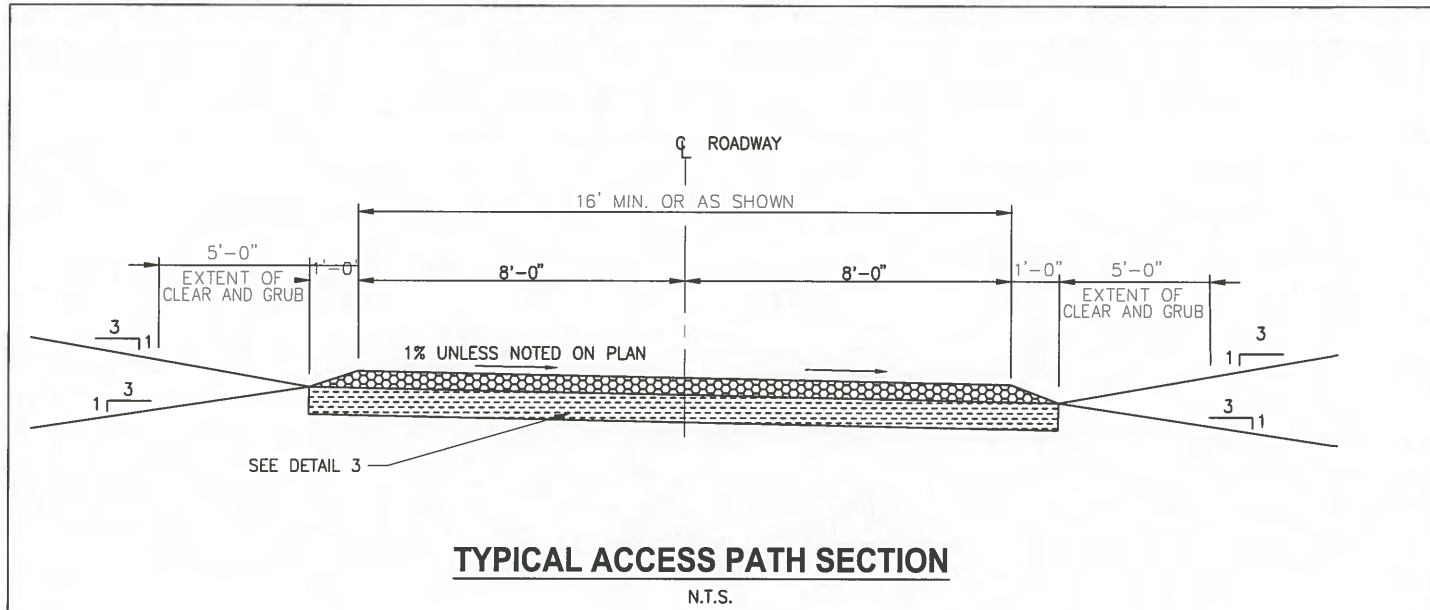 ℄ ROADWAY
16' MIN. OR AS SHOWN
5'-0"
EXTENT OF
CLEAR AND GRUB
1'-0'
8'-0"
8'-0"
1'-0"
5'-0"
EXTENT OF
CLEAR AND GRUB
3
1
1% UNLESS NOTED ON PLAN
3
1
3
1
3
1
SEE DETAIL 3
TYPICAL ACCESS PATH SECTION
N.T.S.